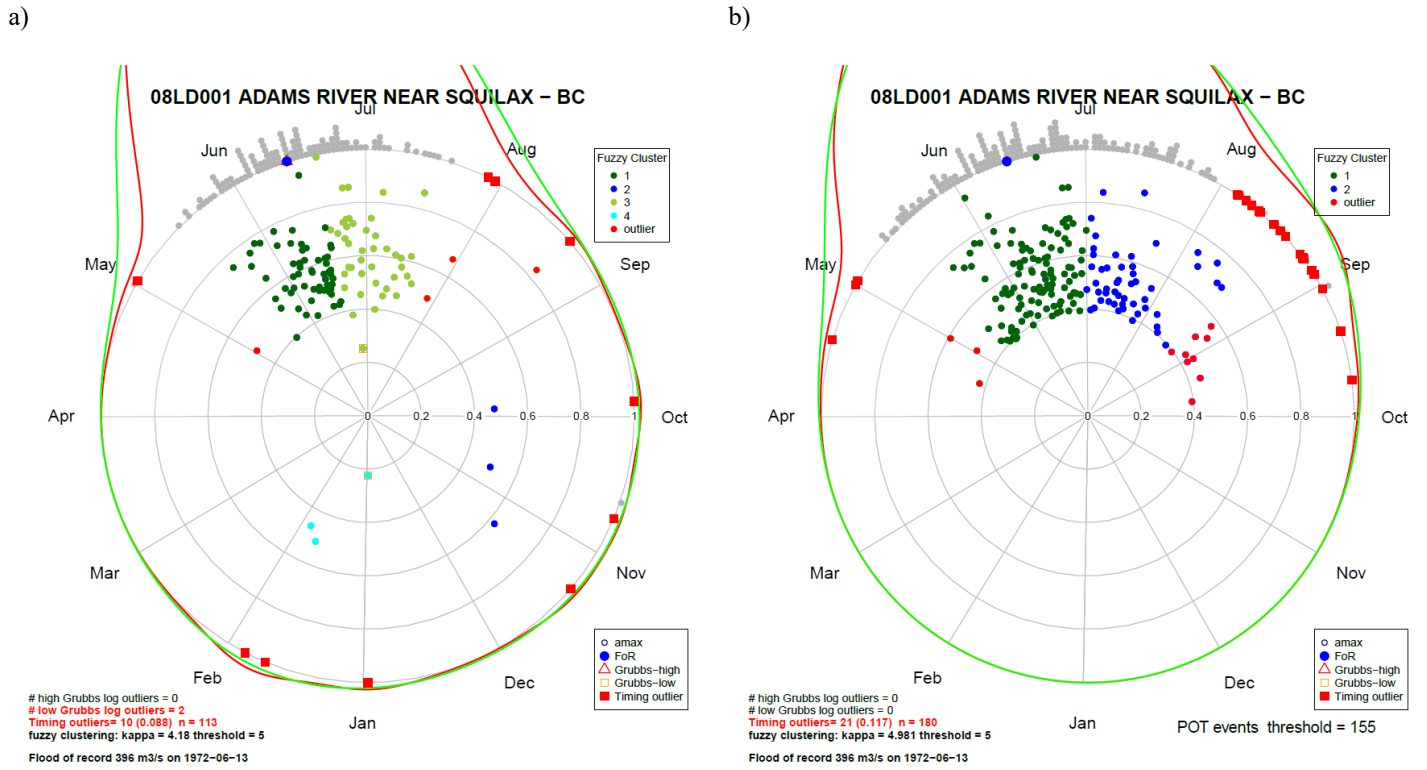 a)
b)
08LD001 ADAMS RIVER NEAR SQUILAX − BC
Jul
Jun
Aug
Fuzzy Cluster
1
2
3
4
outlier
May
Sep
Apr
0 0.2 0.4 0.6 0.8 1
Oct
Mar
Nov
Feb
Dec
Jan
amax
FoR
Grubbs−high
Grubbs−low
Timing outlier
# high Grubbs log outliers = 0
# low Grubbs log outliers = 2
Timing outliers= 10 (0.088) n = 113
fuzzy clustering: kappa = 4.18 threshold = 5
Flood of record 396 m3/s on 1972−06−13
08LD001 ADAMS RIVER NEAR SQUILAX − BC
Jul
Jun
Aug
Fuzzy Cluster
1
2
outlier
May
Sep
Apr
0 0.2 0.4 0.6 0.8 1
Oct
Mar
Nov
Feb
Dec
Jan
amax
FoR
Grubbs−high
Grubbs−low
Timing outlier
# high Grubbs log outliers = 0
# low Grubbs log outliers = 0
Timing outliers= 21 (0.117) n = 180
fuzzy clustering: kappa = 4.981 threshold = 5
POT events threshold = 155
Flood of record 396 m3/s on 1972−06−13